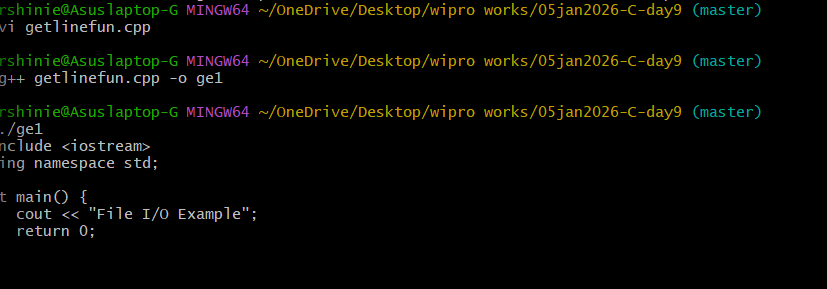 rshinie@Asuslaptop-G MINGW64 ~/OneDrive/Desktop/wipro works/05jan2026-C-day9 (master)
vi getlinefun.cpp
rshinie@Asuslaptop-G MINGW64 ~/OneDrive/Desktop/wipro works/05jan2026-C-day9 (master)
g++ getlinefun.cpp -o ge1
rshinie@Asuslaptop-G MINGW64 ~/OneDrive/Desktop/wipro works/05jan2026-C-day9 (master)
./ge1
nclude <iostream>
ing namespace std;
t main() {
cout << "File I/O Example";
return 0;